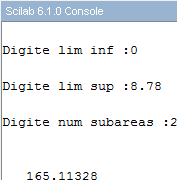 Scilab 6.1.0 Console
Digite lim inf :0
Digite lim sup :8.78
Digite num subareas :2
165.11328